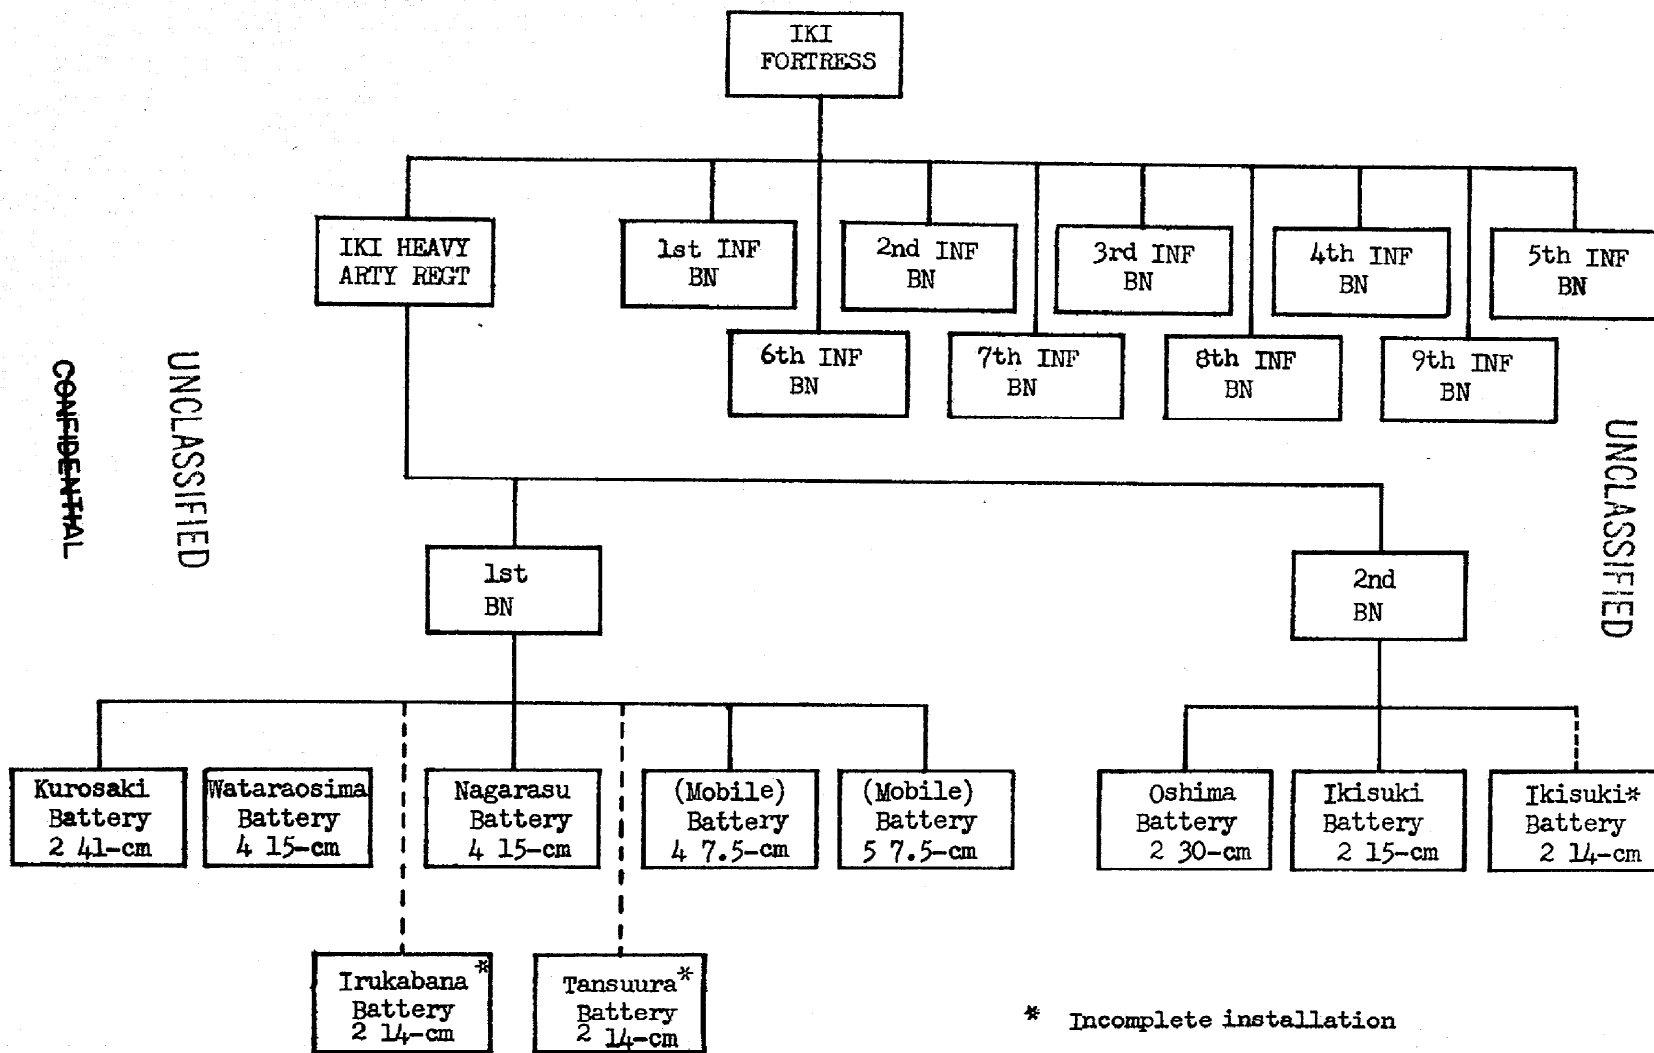 IKI
FORTRESS
IKI HEAVY
ARTY REGT
1st INF
BN
2nd INF
BN
3rd INF
BN
4th INF
BN
5th INF
BN
6th INF
BN
7th INF
BN
8th INF
BN
9th INF
BN
CONFIDENTIAL
UNCLASSIFIED
UNCLASSIFIED
1st
BN
2nd
BN
Kurosaki
Battery
2 41-cm
Wataraosima
Battery
4 15-cm
Nagarasu
Battery
4 15-cm
(Mobile)
Battery
4 7.5-cm
(Mobile)
Battery
5 7.5-cm
Oshima
Battery
2 30-cm
Ikisuki
Battery
2 15-cm
Ikisuki*
Battery
2 14-cm
Irukabana*
Battery
2 14-cm
Tansuura*
Battery
2 14-cm
* Incomplete installation